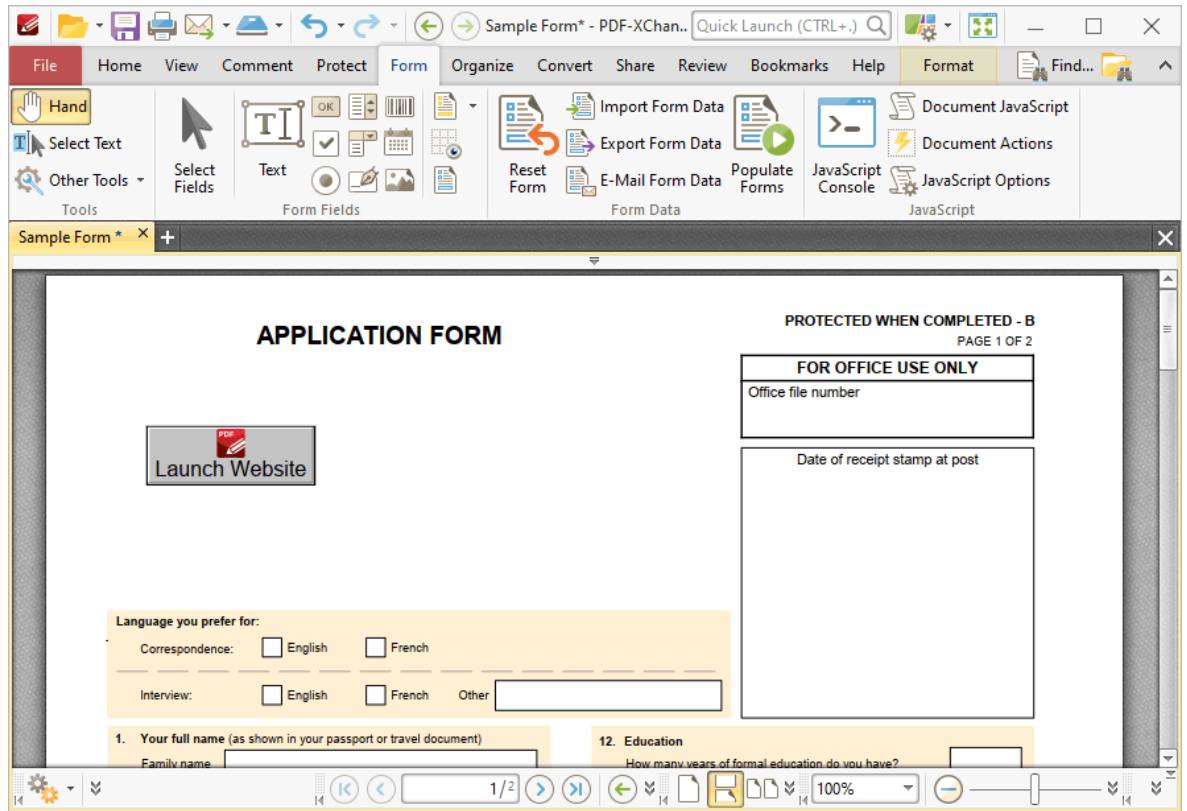 Sample Form* - PDF-XChan..
Quick Launch (CTRL+.)
File Home View Comment Protect Form Organize Convert Share Review Bookmarks Help Format Find...
Hand
Select Text
Other Tools
Tools
Select Fields
Text
OK
Form Fields
Reset Form
Import Form Data
Export Form Data
E-Mail Form Data
Populate Forms
Form Data
JavaScript Console
Document JavaScript
Document Actions
JavaScript Options
JavaScript
Sample Form *
APPLICATION FORM
PROTECTED WHEN COMPLETED - B
PAGE 1 OF 2
FOR OFFICE USE ONLY
Office file number
Date of receipt stamp at post
PDF
Launch Website
Language you prefer for:
Correspondence: English French
Interview: English French Other
1. Your full name (as shown in your passport or travel document)
Family name
12. Education
How many years of formal education do you have?
1/2
100%